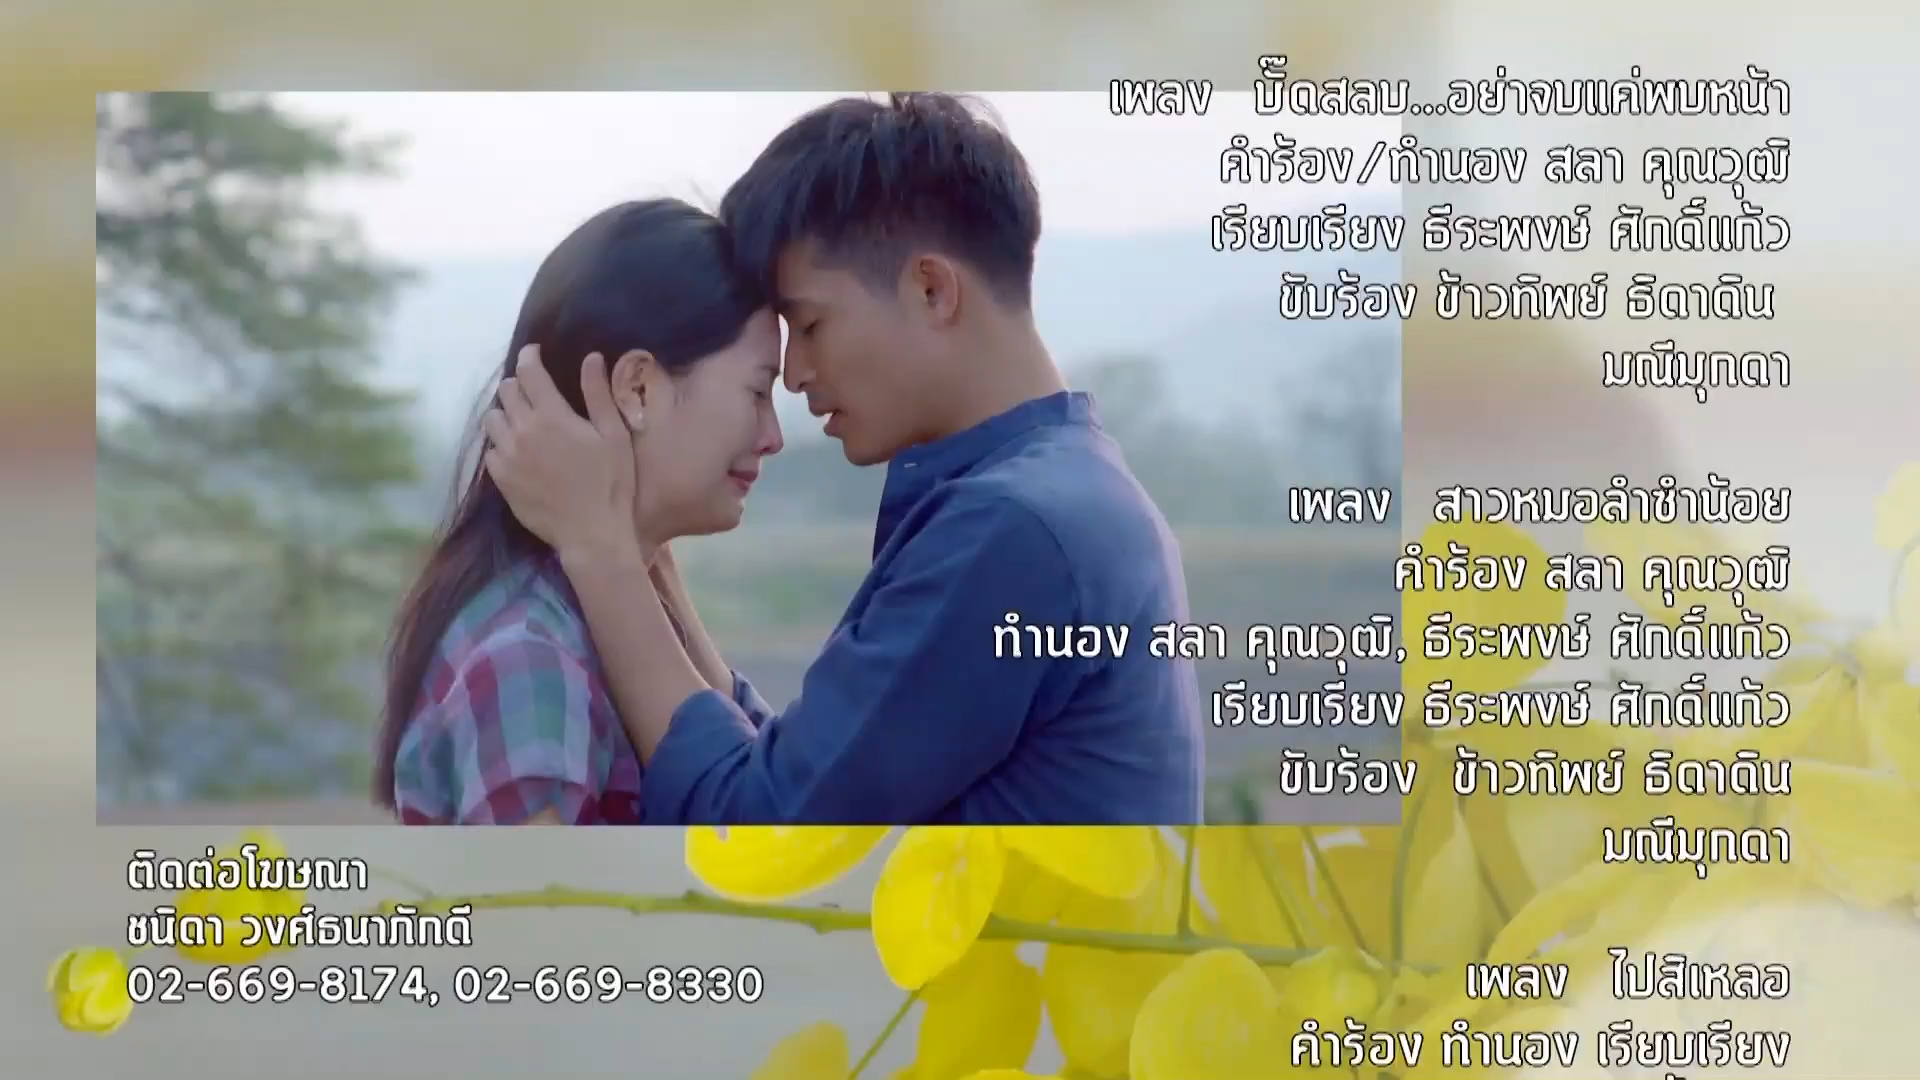 เพลง บั๊ดสลบ...อย่าจบแค่พบหน้า
คำร้อง/ทำนอง สลา คุณวุฒิ
เรียบเรียง ธีระพงษ์ ศักดิ์แก้ว
ขับร้อง ข้าวทิพย์ ธิดาดิน
มณีมุกดา
เพลง สาวหมอลำซำน้อย
คำร้อง สลา คุณวุฒิ
ทำนอง สลา คุณวุฒิ, ธีระพงษ์ ศักดิ์แก้ว
เรียบเรียง ธีระพงษ์ ศักดิ์แก้ว
ขับร้อง ข้าวทิพย์ ธิดาดิน
มณีมุกดา
เพลง ไปสิเหลอ
คำร้อง ทำนอง เรียบเรียง
ติดต่อโฆษณา
ชนิดา วงศ์ธนาภักดี
02-669-8174, 02-669-8330